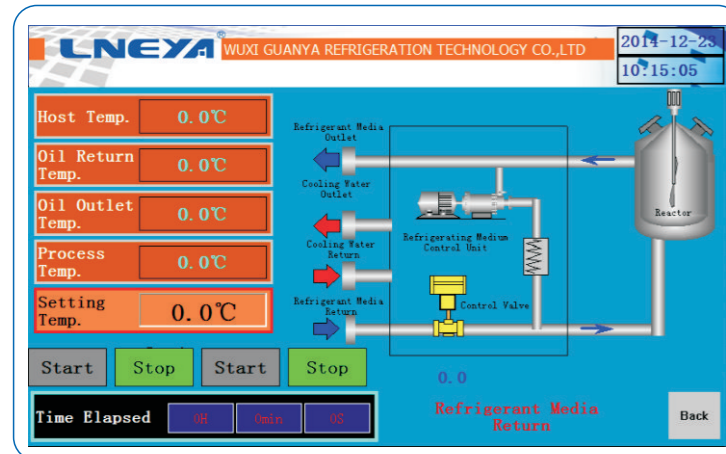 LNEYA® WUXI GUANYA REFRIGERATION TECHNOLOGY CO.,LTD
2014-12-23
10:15:05
Host Temp. 0.0℃
Oil Return
Temp. 0.0℃
Oil Outlet
Temp. 0.0℃
Process
Temp. 0.0℃
Setting
Temp. 0.0℃
Refrigerant Media
Outlet
Cooling Water
Outlet
Cooling Water
Return
Refrigerant Media
Return
Refrigerating Medium
Control Unit
Control Valve
Reactor
Start Stop Start Stop
0.0
Time Elapsed 0H 0min 0S
Refrigerant Media
Return
Back